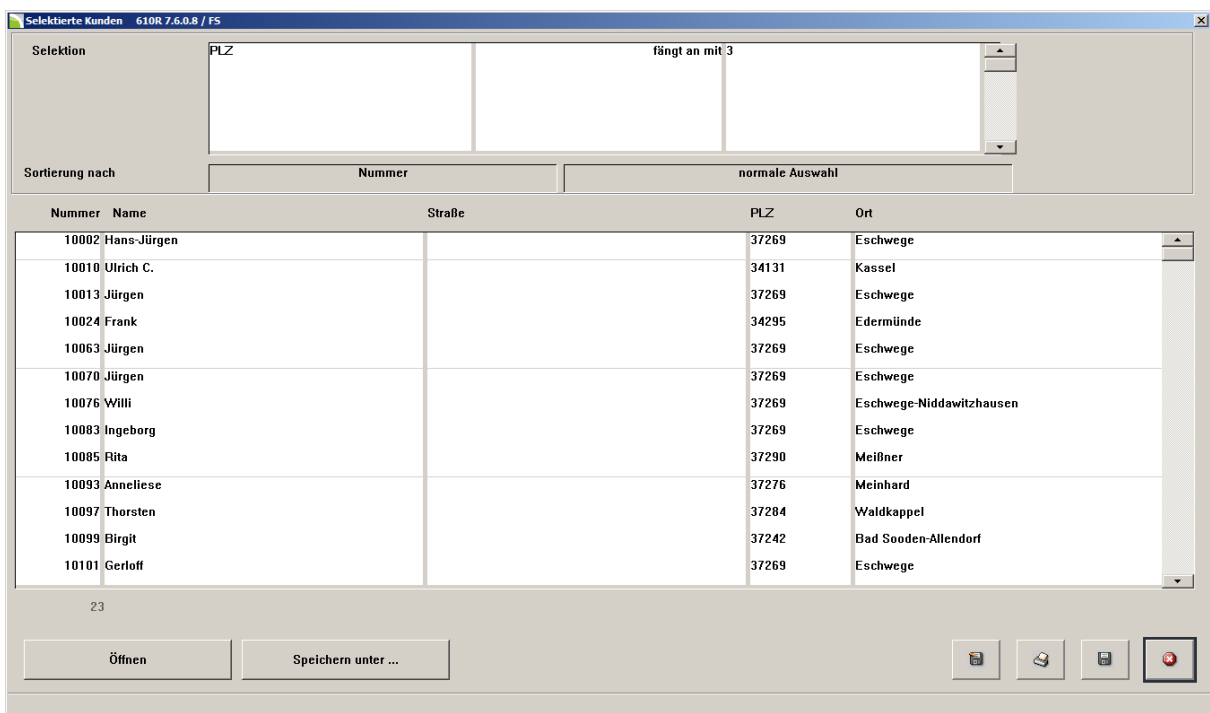 Selektierte Kunden 610R 7.6.0.8 / FS
Selektion PLZ fängt an mit 3
Sortierung nach Nummer normale Auswahl
Nummer Name Straße PLZ Ort
10002 Hans-Jürgen 37269 Eschwege
10010 Ulrich C. 34131 Kassel
10013 Jürgen 37269 Eschwege
10024 Frank 34295 Edermünde
10063 Jürgen 37269 Eschwege
10070 Jürgen 37269 Eschwege
10076 Willi 37269 Eschwege-Niddawitzhausen
10083 Ingeborg 37269 Eschwege
10085 Rita 37290 Meißner
10093 Anneliese 37276 Meinhard
10097 Thorsten 37284 Waldkappel
10099 Birgit 37242 Bad Sooden-Allendorf
10101 Gerloff 37269 Eschwege
23
Öffnen Speichern unter ...